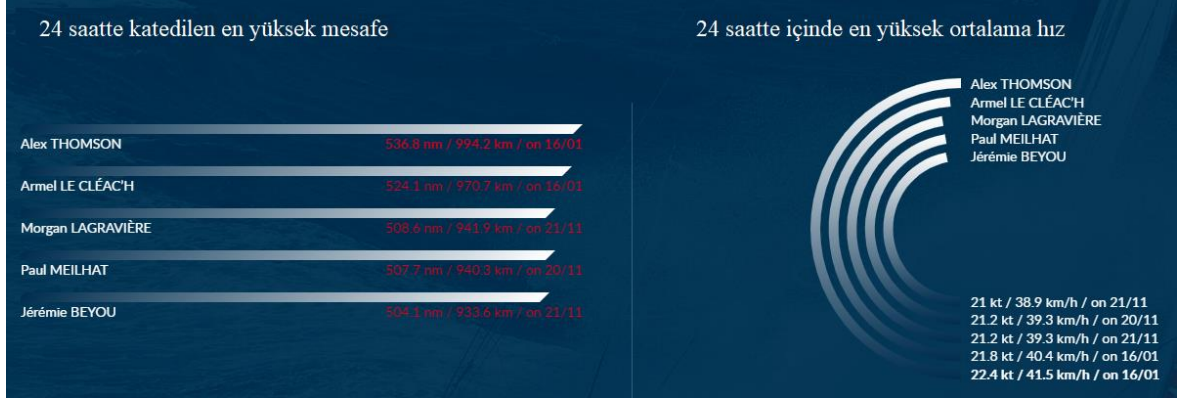 24 saatte katedilen en yüksek mesafe
Alex THOMSON 536.8 nm / 994.2 km / on 16/01
Armel LE CLÉAC'H 524.1 nm / 970.7 km / on 16/01
Morgan LAGRAVIÈRE 508.6 nm / 941.9 km / on 21/11
Paul MEILHAT 507.7 nm / 940.3 km / on 20/11
Jérémie BEYOU 504.1 nm / 933.6 km / on 21/11
24 saatte içinde en yüksek ortalama hız
Alex THOMSON
Armel LE CLÉAC'H
Morgan LAGRAVIÈRE
Paul MEILHAT
Jérémie BEYOU
21 kt / 38.9 km/h / on 21/11
21.2 kt / 39.3 km/h / on 20/11
21.2 kt / 39.3 km/h / on 21/11
21.8 kt / 40.4 km/h / on 16/01
22.4 kt / 41.5 km/h / on 16/01